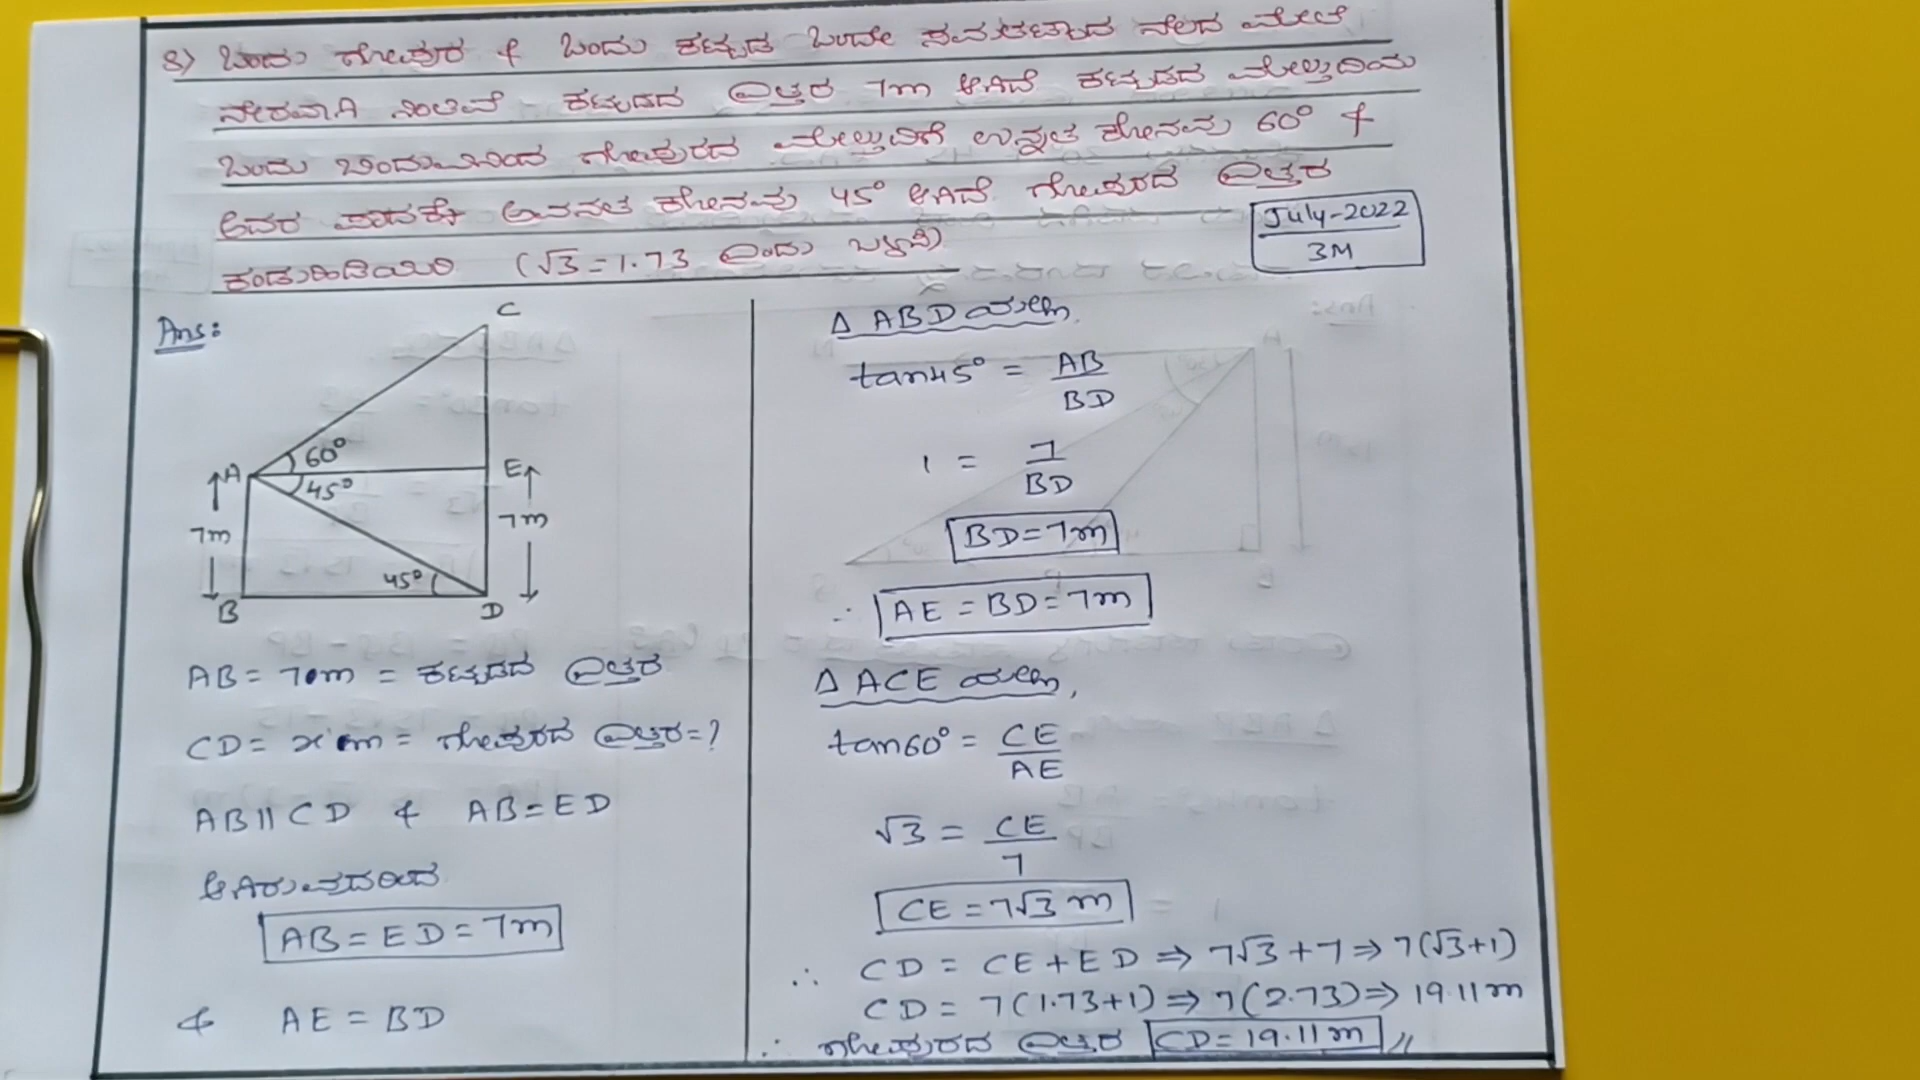 8) ಒಂದು ಗೋಪುರ & ಒಂದು ಕಟ್ಟಡ ಒಂದೇ ಸಮತಟ್ಟಾದ ನೆಲದ ಮೇಲೆ
ನೇರವಾಗಿ ನಿಂತಿವೆ ಕಟ್ಟಡದ ಎತ್ತರ 7m ಆಗಿದೆ ಕಟ್ಟಡದ ಮೇಲ್ತುದಿಯ
ಒಂದು ಬಿಂದುವಿನಿಂದ ಗೋಪುರದ ಮೇಲ್ತುದಿಗೆ ಉನ್ನತ ಕೋನವು 60° &
ಅದರ ಪಾದಕ್ಕೆ ಅವನತ ಕೋನವು 45° ಆಗಿದೆ ಗೋಪುರದ ಎತ್ತರ
ಕಂಡುಹಿಡಿಯಿರಿ (√3 = 1.73 ಎಂದು ಬಳಸಿ)
July-2022
3M
Ans:
C
60°
A
45°
E
7m
7m
45°
B
D
AB = 7m = ಕಟ್ಟಡದ ಎತ್ತರ
CD = x m = ಗೋಪುರದ ಎತ್ತರ = ?
AB || CD & AB = ED
ಆಗಿರುವುದರಿಂದ
AB = ED = 7m
& AE = BD
Δ ABD ಯಲ್ಲಿ,
tan45° = AB
BD
1 = 7
BD
BD = 7m
∴ AE = BD = 7m
Δ ACE ಯಲ್ಲಿ,
tan60° = CE
AE
√3 = CE
7
CE = 7√3 m
∴ CD = CE + ED ⇒ 7√3 + 7 ⇒ 7(√3+1)
CD = 7(1.73+1) ⇒ 7(2.73) ⇒ 19.11m
∴ ಗೋಪುರದ ಎತ್ತರ CD = 19.11m //